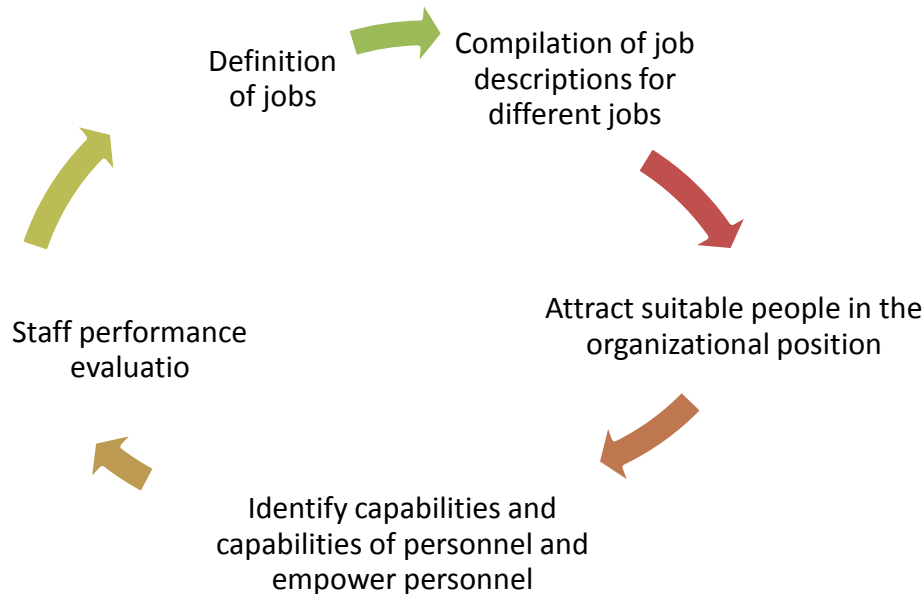 Definition
of jobs
Compilation of job
descriptions for
different jobs
Attract suitable people in the
organizational position
Identify capabilities and
capabilities of personnel and
empower personnel
Staff performance
evaluatio